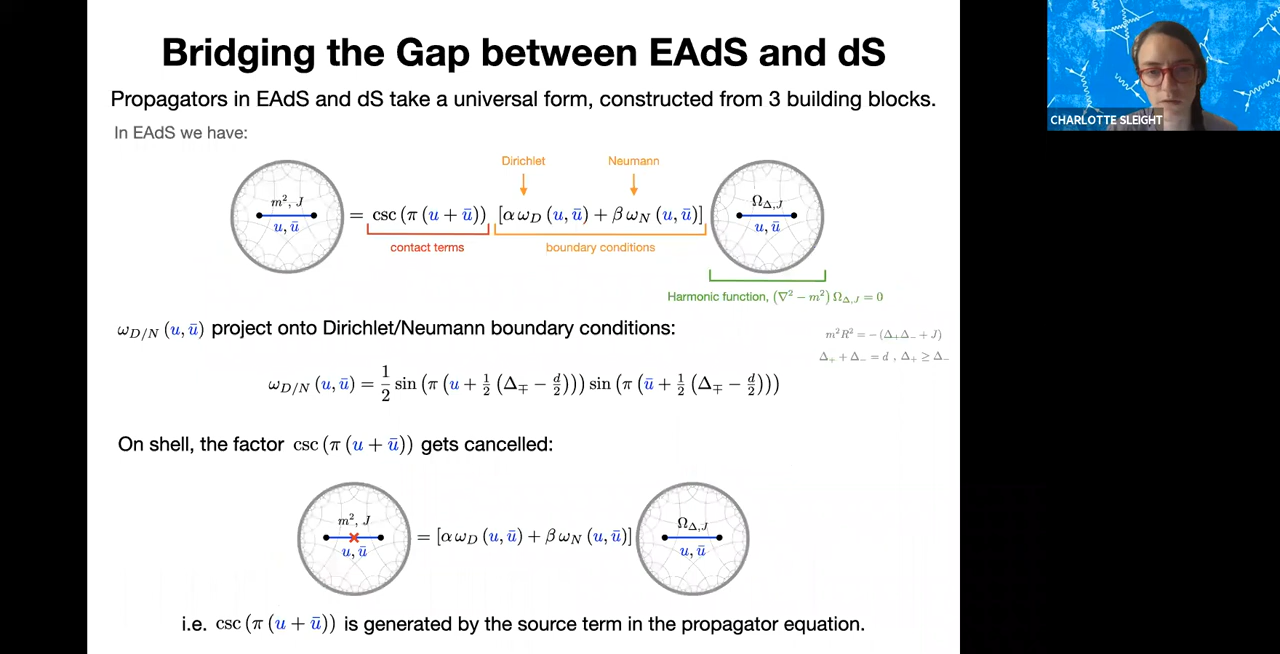 Bridging the Gap between EAdS and dS
CHARLOTTE SLEIGHT
Propagators in EAdS and dS take a universal form, constructed from 3 building blocks.
In EAdS we have:
Dirichlet Neumann
m², J
u, ū
= csc (π (u + ū)) [α ω_D (u, ū) + β ω_N (u, ū)]
Ω_{Δ,J}
u, ū
contact terms boundary conditions
Harmonic function, (∇² − m²) Ω_{Δ,J} = 0
ω_{D/N} (u, ū) project onto Dirichlet/Neumann boundary conditions:
m²R² = − (Δ₊Δ₋ + J)
Δ₊ + Δ₋ = d , Δ₊ ≥ Δ₋
ω_{D/N} (u, ū) = 1/2 sin (π (u + 1/2 (Δ_∓ − d/2))) sin (π (ū + 1/2 (Δ_∓ − d/2)))
On shell, the factor csc (π (u + ū)) gets cancelled:
m², J
u, ū
= [α ω_D (u, ū) + β ω_N (u, ū)]
Ω_{Δ,J}
u, ū
i.e. csc (π (u + ū)) is generated by the source term in the propagator equation.